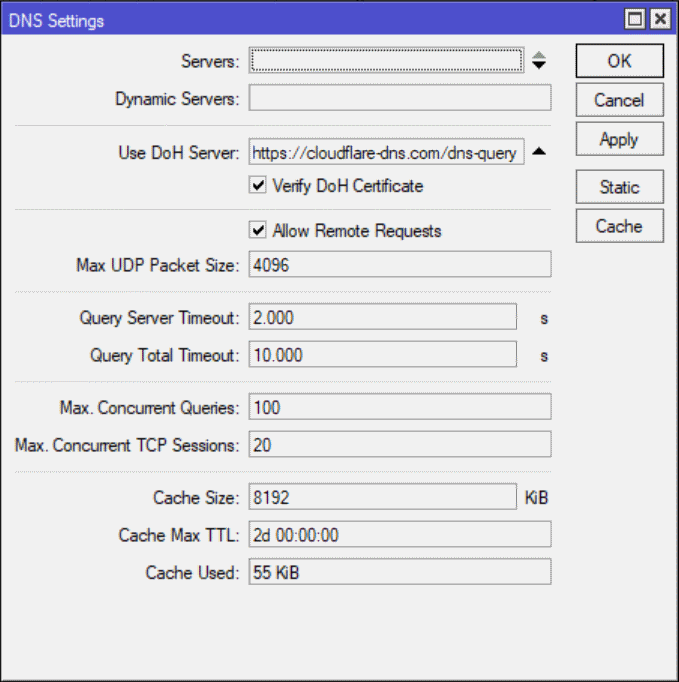 DNS Settings
Servers:
OK
Dynamic Servers:
Cancel
Use DoH Server: https://cloudflare-dns.com/dns-query
Apply
Verify DoH Certificate
Static
Allow Remote Requests
Cache
Max UDP Packet Size: 4096
Query Server Timeout: 2.000 s
Query Total Timeout: 10.000 s
Max. Concurrent Queries: 100
Max. Concurrent TCP Sessions: 20
Cache Size: 8192 KiB
Cache Max TTL: 2d 00:00:00
Cache Used: 55 KiB